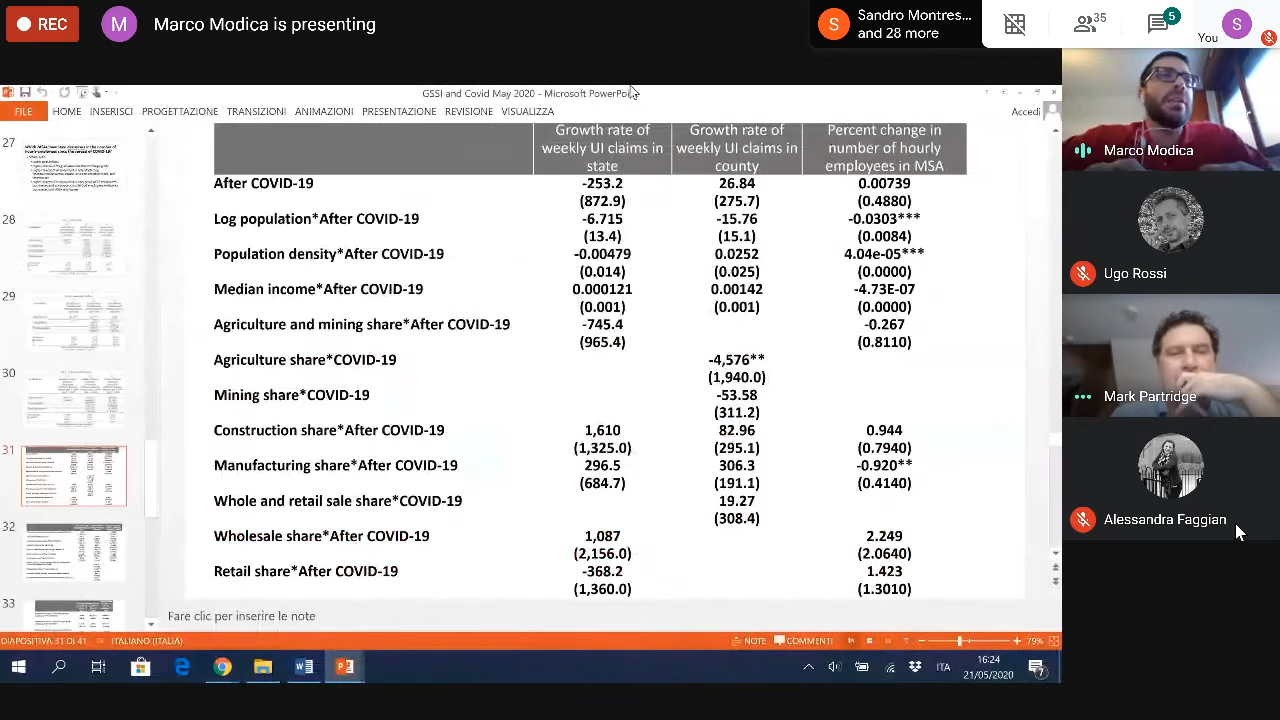 REC
M
Marco Modica is presenting
S
Sandro Montres...
and 28 more
35
5
You
S
GSSI and Covid May 2020 - Microsoft PowerPoint
FILE
HOME
INSERISCI
PROGETTAZIONE
TRANSIZIONI
ANIMAZIONI
PRESENTAZIONE
REVISIONE
VISUALIZZA
Accedi
Growth rate of weekly UI claims in state
Growth rate of weekly UI claims in county
Percent change in number of hourly employees in MSA
After COVID-19 -253.2 26.84 0.00739
(872.9) (275.7) (0.4880)
Log population*After COVID-19 -6.715 -15.76 -0.0303***
(13.4) (15.1) (0.0084)
Population density*After COVID-19 -0.00479 0.0252 4.04e-05***
(0.014) (0.025) (0.0000)
Median income*After COVID-19 0.000121 0.00142 -4.73E-07
(0.001) (0.001) (0.0000)
Agriculture and mining share*After COVID-19 -745.4 -0.267
(965.4) (0.8110)
Agriculture share*COVID-19 -4,576**
(1,940.0)
Mining share*COVID-19 -52.58
(311.2)
Construction share*After COVID-19 1,610 82.96 0.944
(1,325.0) (295.1) (0.7940)
Manufacturing share*After COVID-19 296.5 306.3 -0.920**
(684.7) (191.1) (0.4140)
Whole and retail sale share*COVID-19 19.27
(308.4)
Wholesale share*After COVID-19 1,087 2.249
(2,156.0) (2.0640)
Retail share*After COVID-19 -368.2 1.423
(1,360.0) (1.3010)
27
28
29
30
31
32
33
Fare clic per inserire le note
DIAPOSITIVA 31 DI 41
ITALIANO (ITALIA)
NOTE
COMMENTI
79%
ITA
16:24
21/05/2020
7
Marco Modica
Ugo Rossi
Mark Partridge
Alessandra Faggian